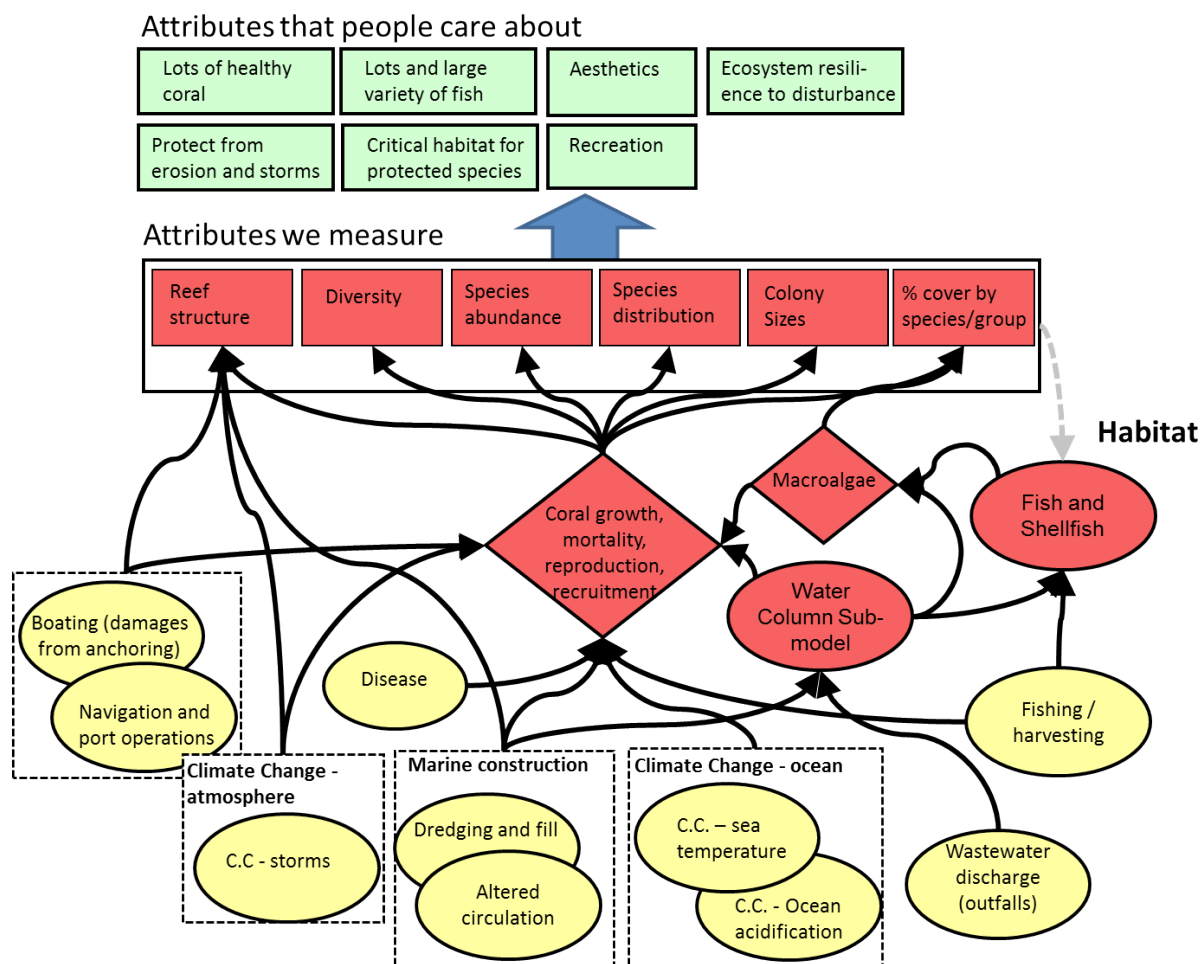 Attributes that people care about
Lots of healthy
coral
Lots and large
variety of fish
Aesthetics
Ecosystem resili-
ence to disturbance
Protect from
erosion and storms
Critical habitat for
protected species
Recreation
Attributes we measure
Reef
structure
Diversity
Species
abundance
Species
distribution
Colony
Sizes
% cover by
species/group
Habitat
Macroalgae
Fish and
Shellfish
Coral growth,
mortality,
reproduction,
recruitment
Water
Column Sub-
model
Boating (damages
from anchoring)
Navigation and
port operations
Disease
Fishing /
harvesting
Climate Change -
atmosphere
C.C - storms
Marine construction
Dredging and fill
Altered
circulation
Climate Change - ocean
C.C. – sea
temperature
C.C. - Ocean
acidification
Wastewater
discharge
(outfalls)